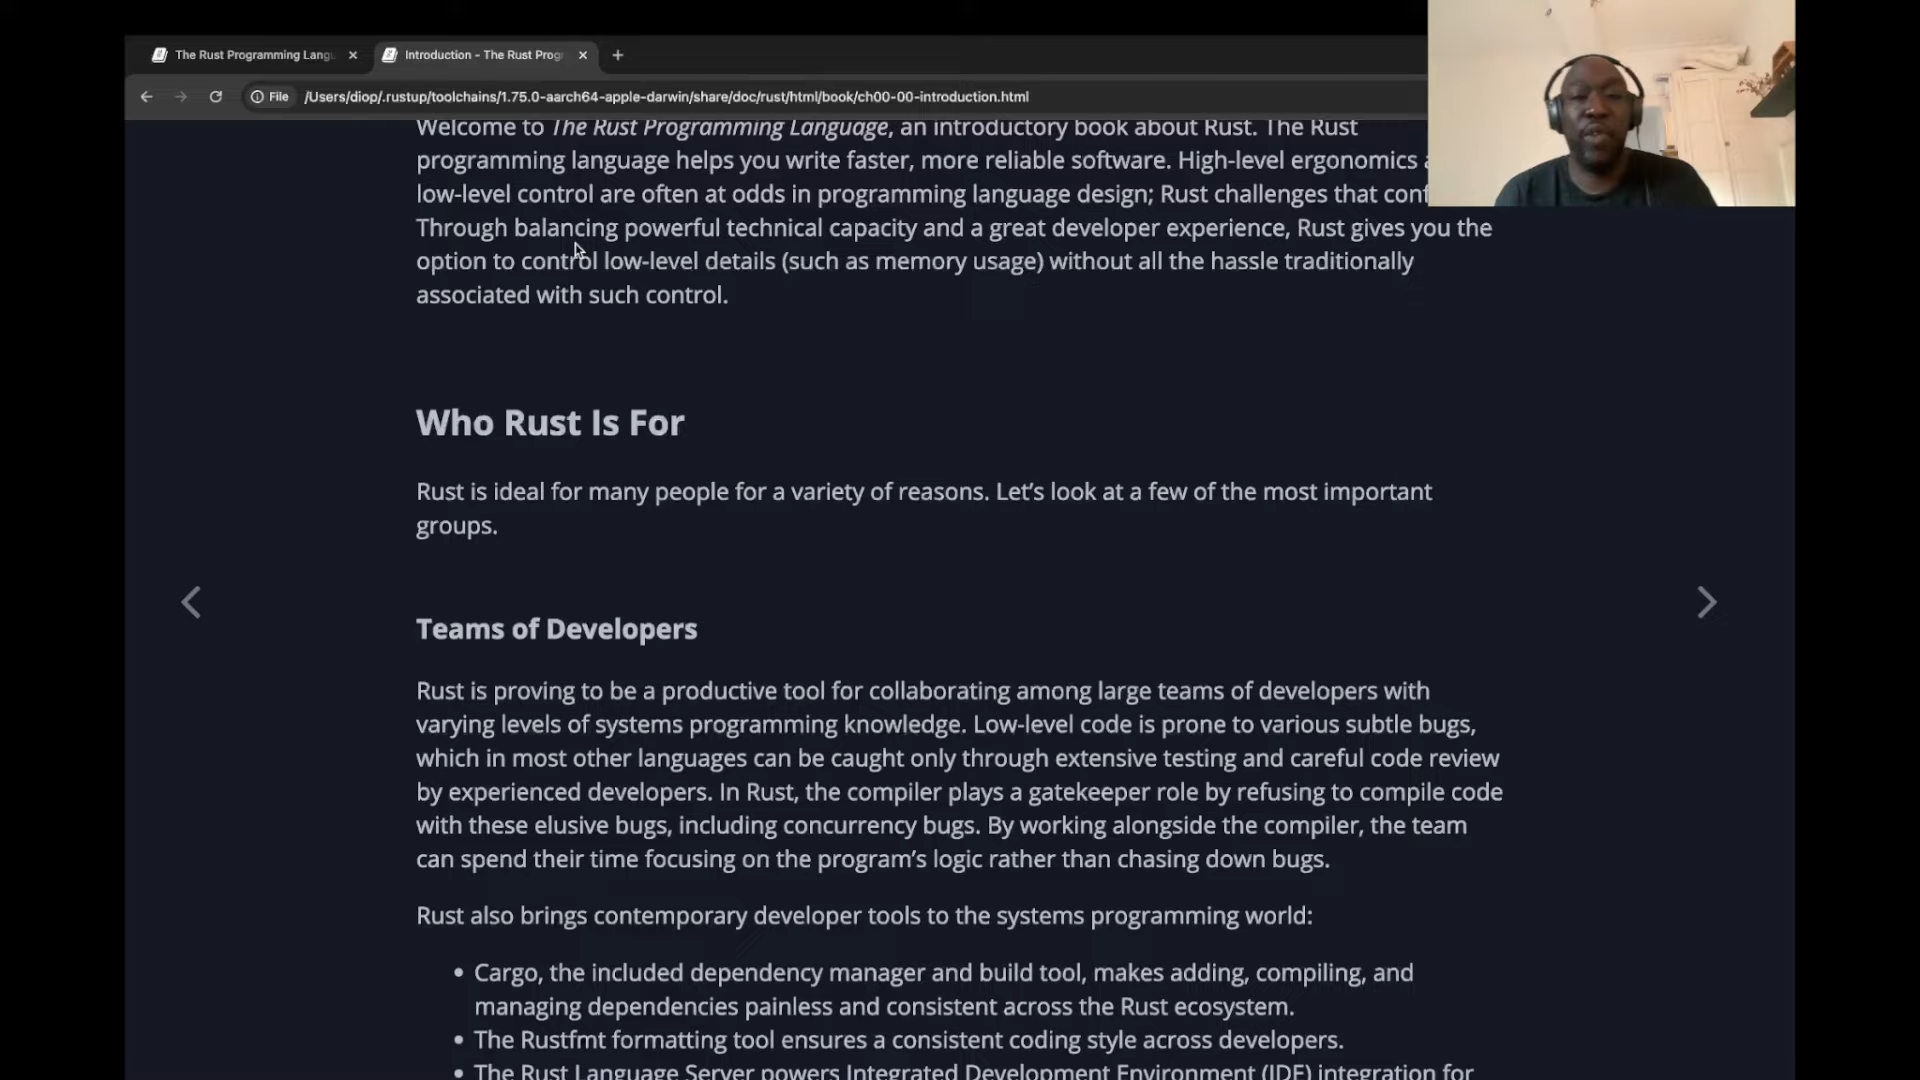 The Rust Programming Langu
Introduction - The Rust Prog
File
/Users/diop/.rustup/toolchains/1.75.0-aarch64-apple-darwin/share/doc/rust/html/book/ch00-00-introduction.html
Welcome to The Rust Programming Language, an introductory book about Rust. The Rust
programming language helps you write faster, more reliable software. High-level ergonomics
low-level control are often at odds in programming language design; Rust challenges that conf
Through balancing powerful technical capacity and a great developer experience, Rust gives you the
option to control low-level details (such as memory usage) without all the hassle traditionally
associated with such control.
Who Rust Is For
Rust is ideal for many people for a variety of reasons. Let’s look at a few of the most important
groups.
Teams of Developers
Rust is proving to be a productive tool for collaborating among large teams of developers with
varying levels of systems programming knowledge. Low-level code is prone to various subtle bugs,
which in most other languages can be caught only through extensive testing and careful code review
by experienced developers. In Rust, the compiler plays a gatekeeper role by refusing to compile code
with these elusive bugs, including concurrency bugs. By working alongside the compiler, the team
can spend their time focusing on the program’s logic rather than chasing down bugs.
Rust also brings contemporary developer tools to the systems programming world:
• Cargo, the included dependency manager and build tool, makes adding, compiling, and
managing dependencies painless and consistent across the Rust ecosystem.
• The Rustfmt formatting tool ensures a consistent coding style across developers.
• The Rust Language Server powers Integrated Development Environment (IDE) integration for